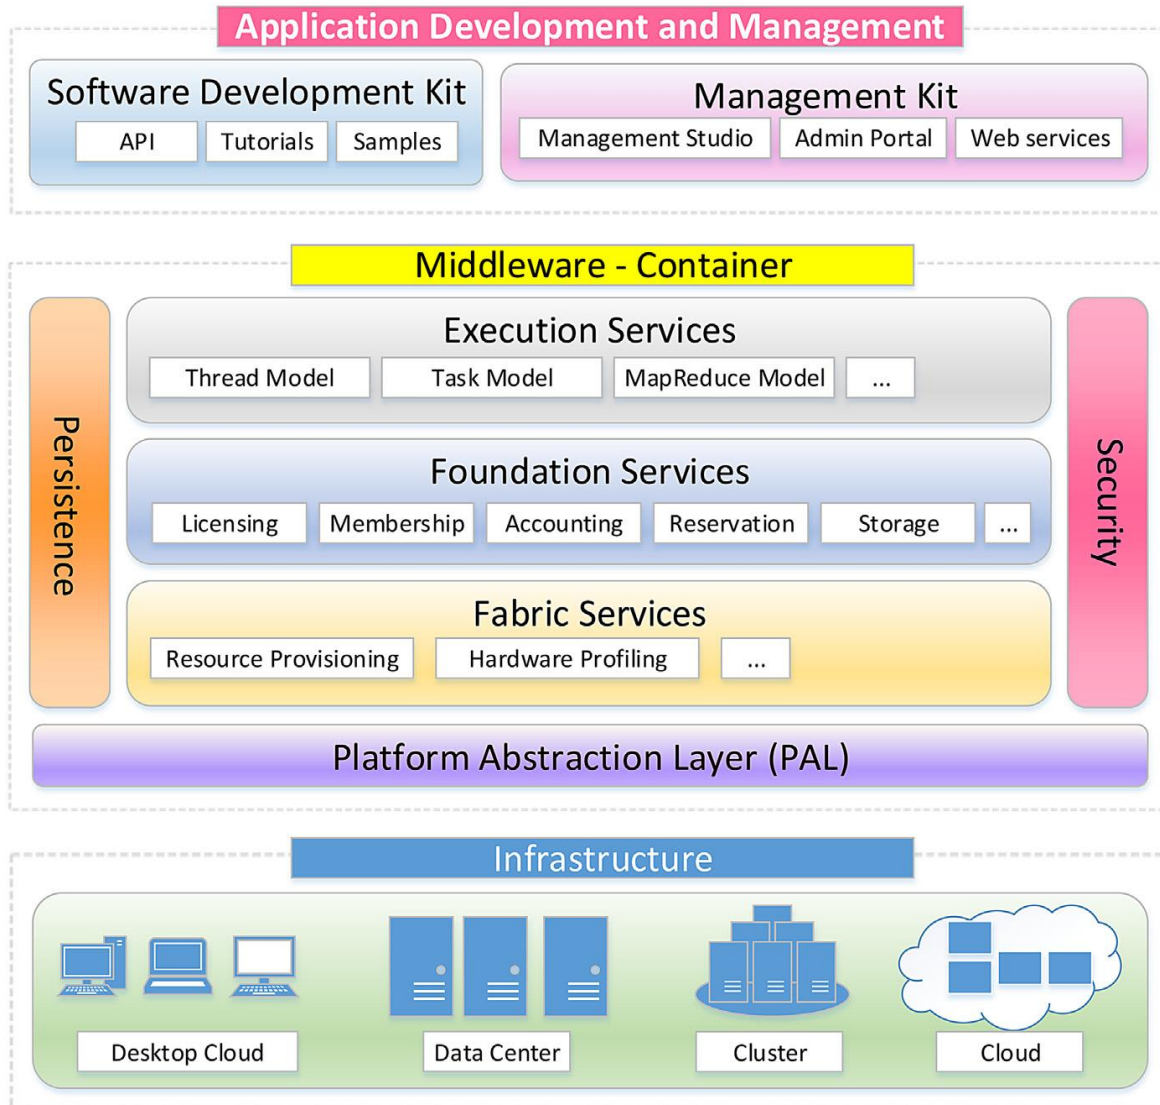 Application Development and Management
Software Development Kit
API Tutorials Samples
Management Kit
Management Studio Admin Portal Web services
Middleware - Container
Persistence
Execution Services
Thread Model Task Model MapReduce Model ...
Foundation Services
Licensing Membership Accounting Reservation Storage ...
Fabric Services
Resource Provisioning Hardware Profiling ...
Security
Platform Abstraction Layer (PAL)
Infrastructure
Desktop Cloud Data Center Cluster Cloud